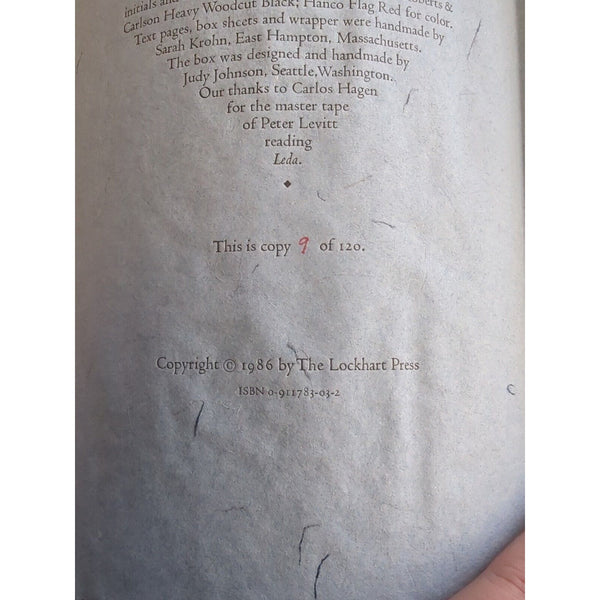 initials and
Roberts &
Carlson Heavy Woodcut Black; Hanco Flag Red for color.
Text pages, box sheets and wrapper were handmade by
Sarah Krohn, East Hampton, Massachusetts.
The box was designed and handmade by
Judy Johnson, Seattle, Washington.
Our thanks to Carlos Hagen
for the master tape
of Peter Levitt
reading
Leda.
This is copy 9 of 120.
Copyright © 1986 by The Lockhart Press
ISBN 0-911783-03-2